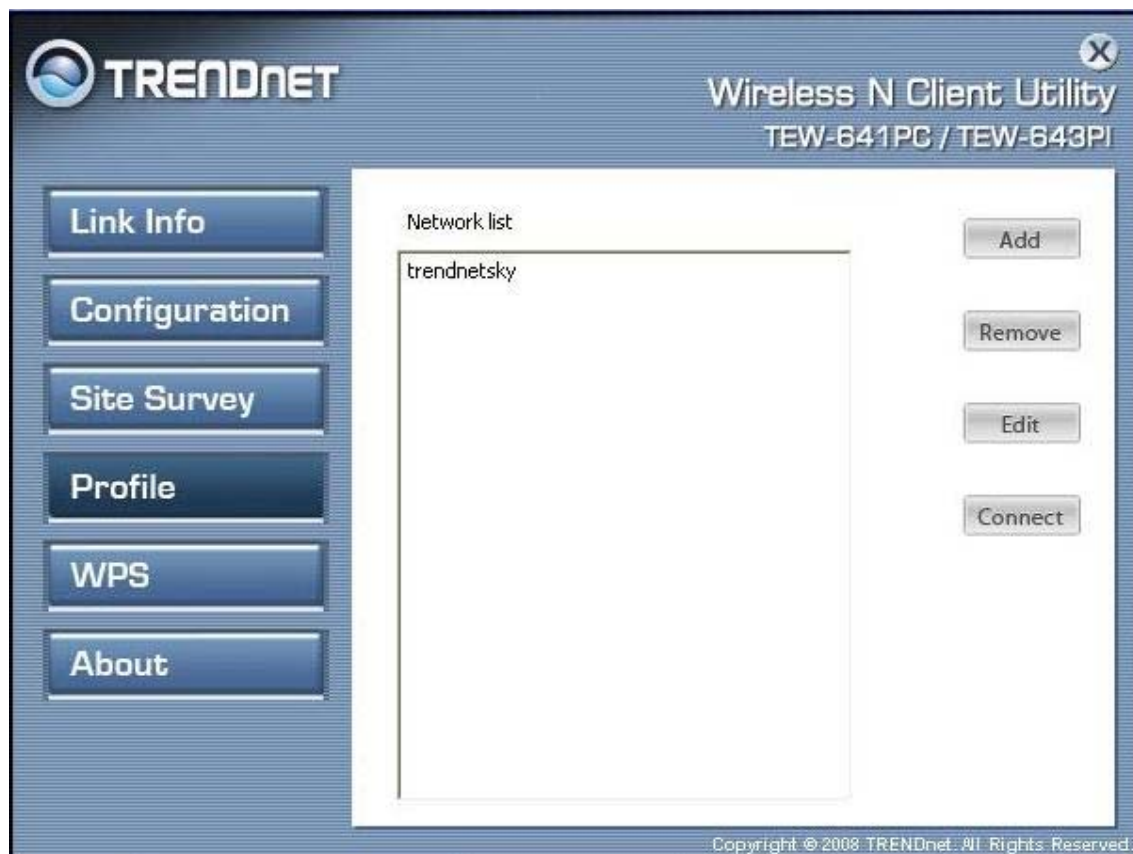 TRENDnet
Wireless N Client Utility
TEW-641PC / TEW-643PI
Link Info
Configuration
Site Survey
Profile
WPS
About
Network list
trendnetsky
Add
Remove
Edit
Connect
Copyright © 2008 TRENDnet. All Rights Reserved.